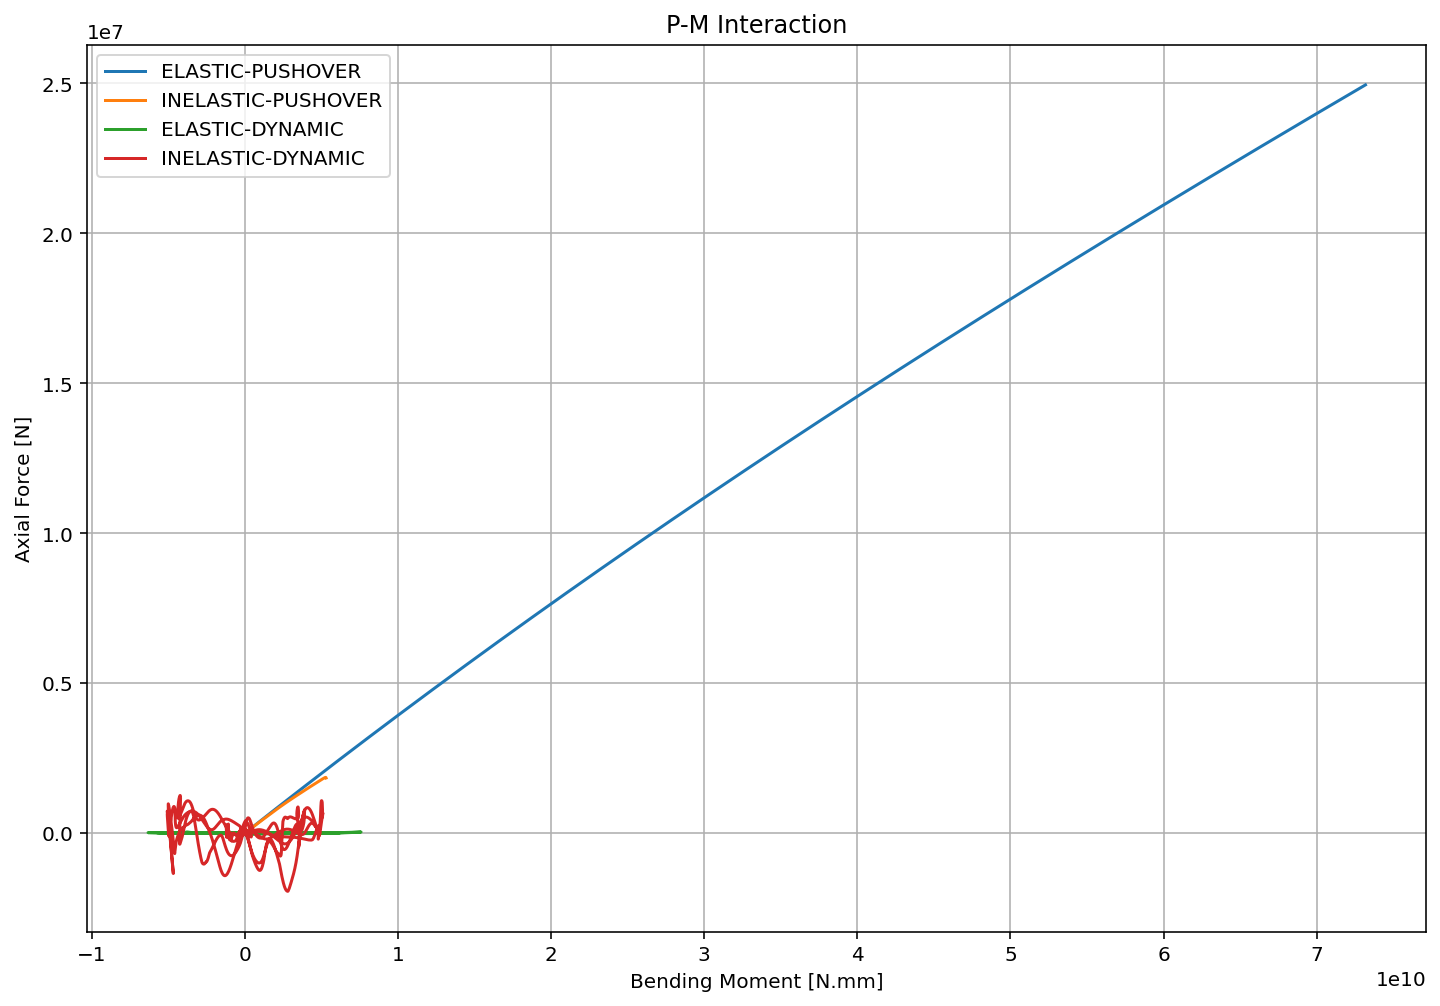 P-M Interaction
1e7
ELASTIC-PUSHOVER
INELASTIC-PUSHOVER
ELASTIC-DYNAMIC
INELASTIC-DYNAMIC
2.5
2.0
1.5
1.0
0.5
0.0
Axial Force [N]
−1 0 1 2 3 4 5 6 7
Bending Moment [N.mm]
1e10